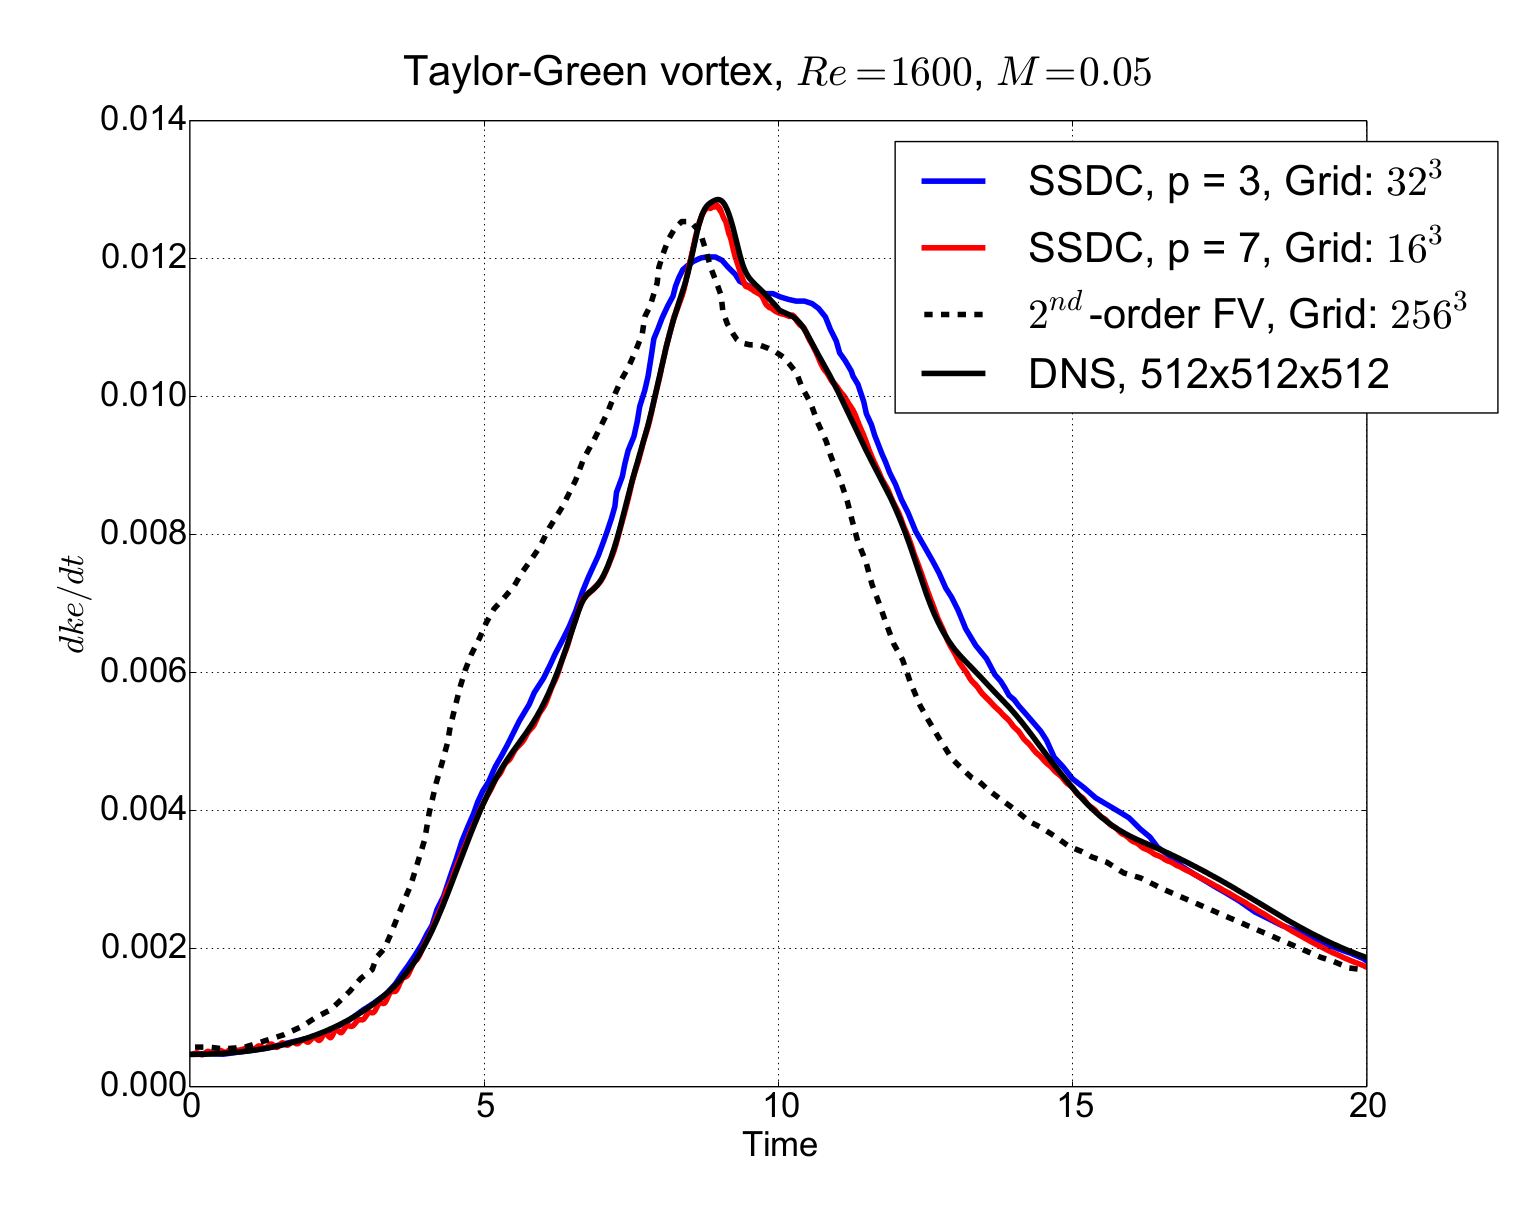 Taylor-Green vortex, Re=1600, M=0.05
0.014
0.012
0.010
0.008
0.006
0.004
0.002
0.000
dke/dt
SSDC, p = 3, Grid: 32³
SSDC, p = 7, Grid: 16³
2ⁿᵈ-order FV, Grid: 256³
DNS, 512x512x512
0 5 10 15 20
Time